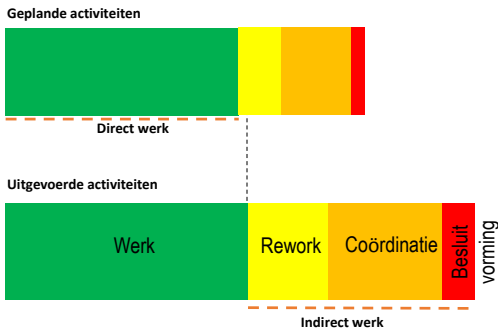 Geplande activiteiten
Direct werk
Uitgevoerde activiteiten
Werk
Rework
Coördinatie
Besluit
vorming
Indirect werk